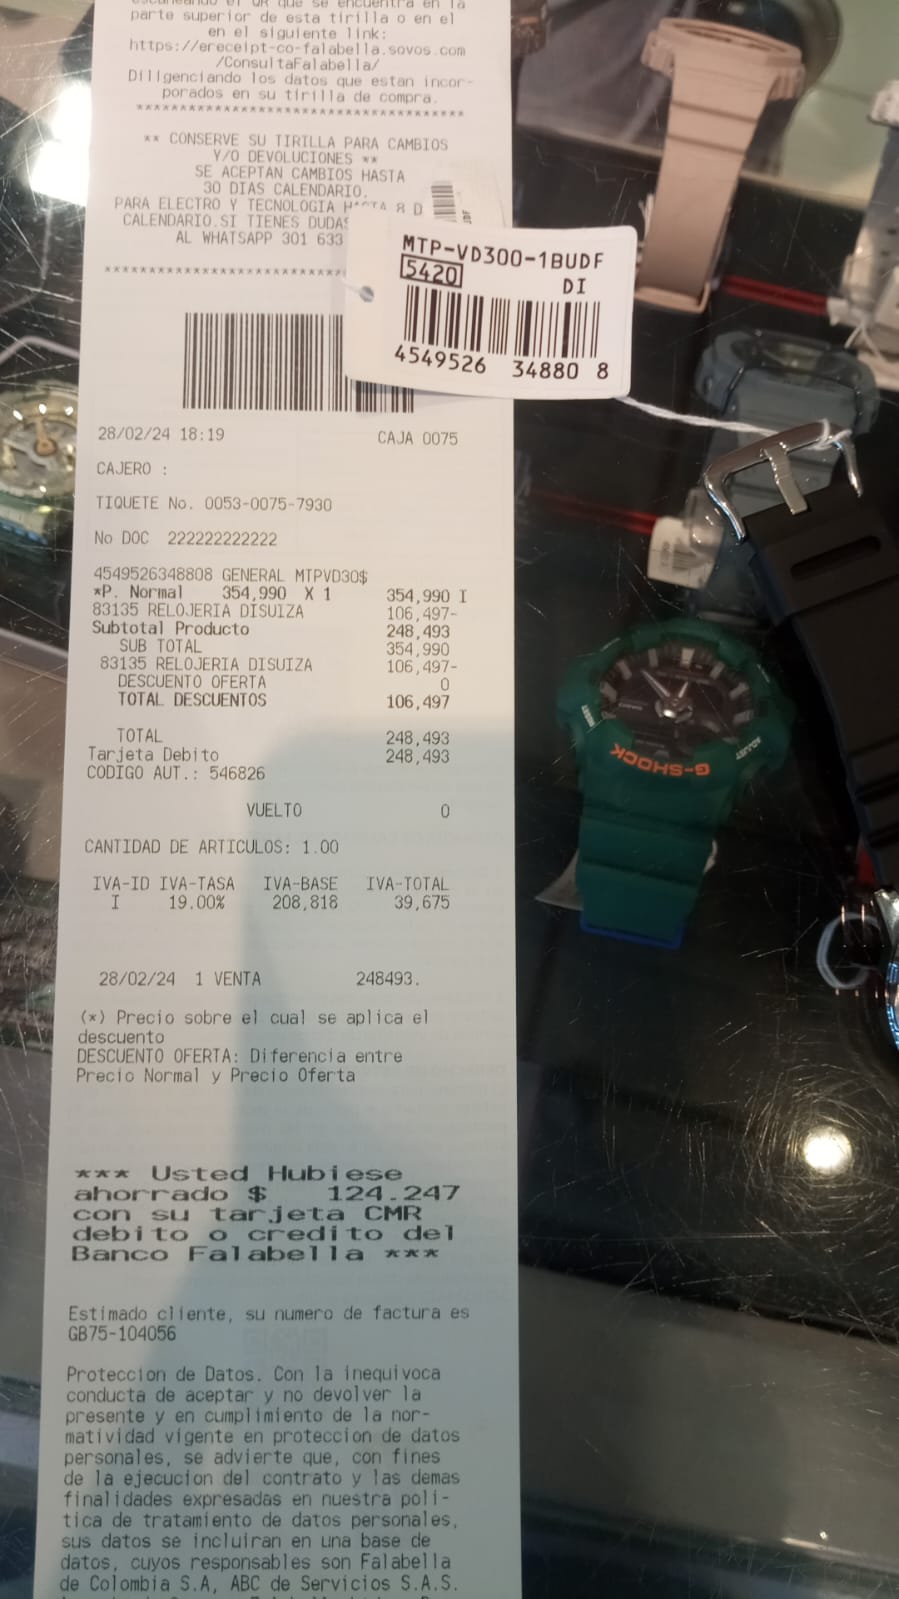 escaneando el QR que se encuentra en la
parte superior de esta tirilla o en el
en el siguiente link:
https://ereceipt-co-falabella.sovos.com
/ConsultaFalabella/
Diligenciando los datos que estan incor-
porados en su tirilla de compra.
****************************************
** CONSERVE SU TIRILLA PARA CAMBIOS
Y/O DEVOLUCIONES **
SE ACEPTAN CAMBIOS HASTA
30 DIAS CALENDARIO.
PARA ELECTRO Y TECNOLOGIA HASTA 8 D
CALENDARIO.SI TIENES DUDAS
AL WHATSAPP 301 633
MTP-VD300-1BUDF
5420
DI
4549526 34880 8
28/02/24 18:19 CAJA 0075
CAJERO :
TIQUETE No. 0053-0075-7930
No DOC 222222222222
4549526348808 GENERAL MTPVD30$
*P. Normal 354,990 X 1 354,990 I
83135 RELOJERIA DISUIZA 106,497-
Subtotal Producto 248,493
SUB TOTAL 354,990
83135 RELOJERIA DISUIZA 106,497-
DESCUENTO OFERTA 0
TOTAL DESCUENTOS 106,497
TOTAL 248,493
Tarjeta Debito 248,493
CODIGO AUT.: 546826
VUELTO 0
CANTIDAD DE ARTICULOS: 1.00
IVA-ID IVA-TASA IVA-BASE IVA-TOTAL
I 19.00% 208,818 39,675
28/02/24 1 VENTA 248493.
(*) Precio sobre el cual se aplica el
descuento
DESCUENTO OFERTA: Diferencia entre
Precio Normal y Precio Oferta
*** Usted Hubiese
ahorrado $ 124.247
con su tarjeta CMR
debito o credito del
Banco Falabella ***
Estimado cliente, su numero de factura es
GB75-104056
Proteccion de Datos. Con la inequivoca
conducta de aceptar y no devolver la
presente y en cumplimiento de la nor-
matividad vigente en proteccion de datos
personales, se advierte que, con fines
de la ejecucion del contrato y las demas
finalidades expresadas en nuestra poli-
tica de tratamiento de datos personales,
sus datos se incluiran en una base de
datos, cuyos responsables son Falabella
de Colombia S.A, ABC de Servicios S.A.S.
G-SHOCK
ADJUST
RESET
CASIO